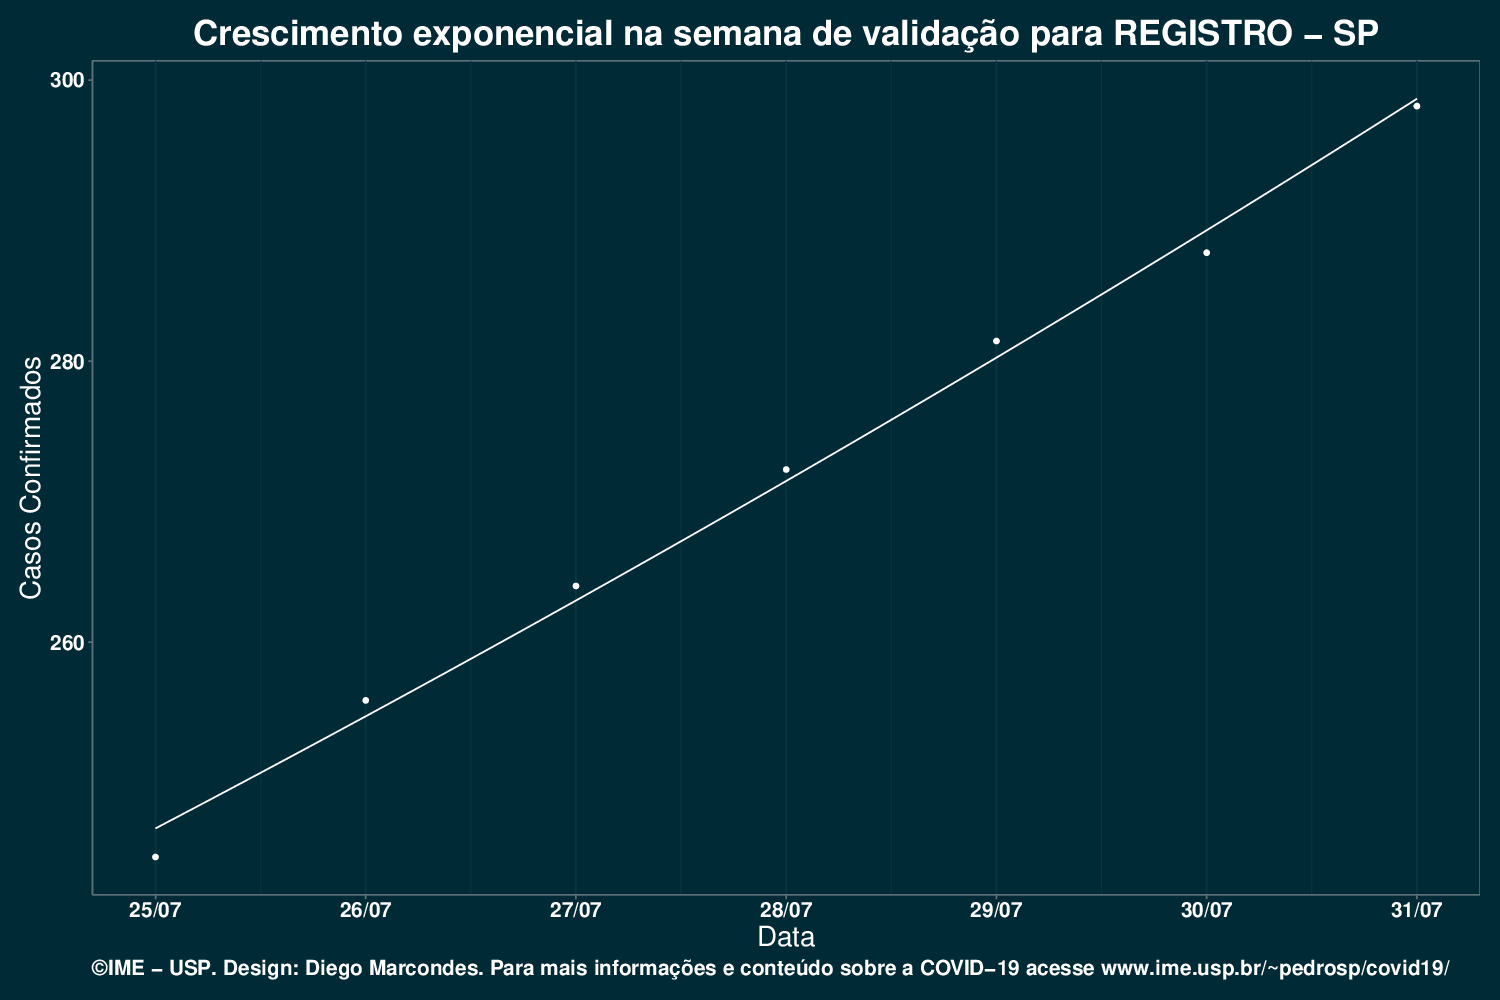 Crescimento exponencial na semana de validação para REGISTRO – SP
300
280
260
Casos Confirmados
25/07 26/07 27/07 28/07 29/07 30/07 31/07
Data
©IME – USP. Design: Diego Marcondes. Para mais informações e conteúdo sobre a COVID–19 acesse www.ime.usp.br/~pedrosp/covid19/